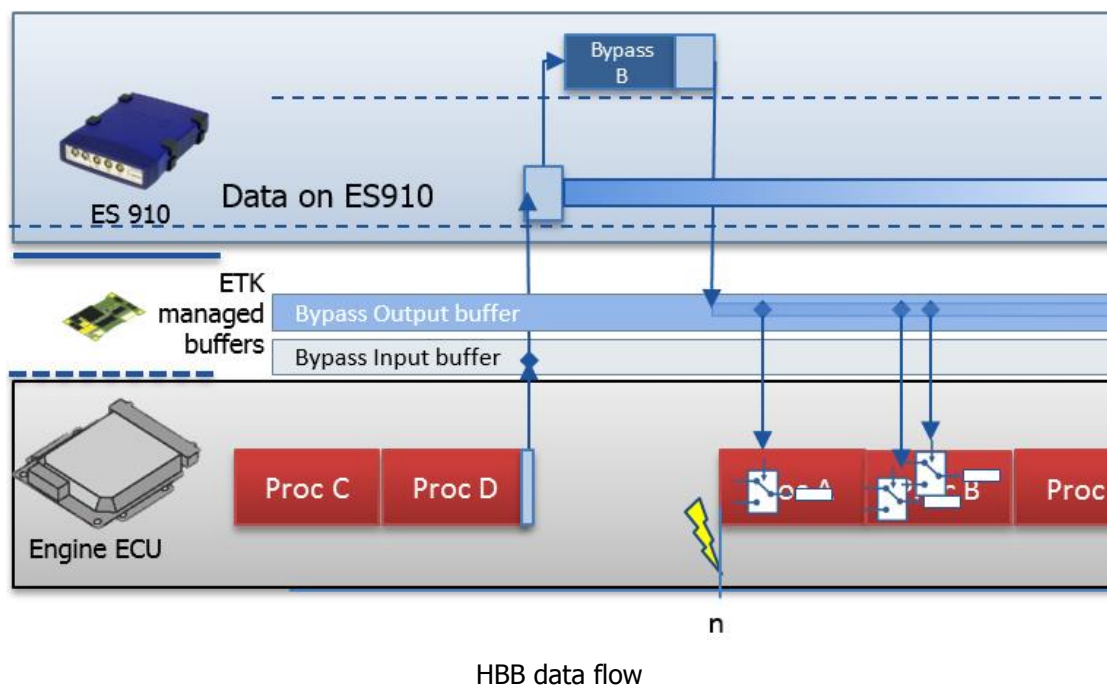 Bypass
B
Data on ES910
ES 910
ETK
managed
buffers
Bypass Output buffer
Bypass Input buffer
Proc C
Proc D
Proc
Engine ECU
n
HBB data flow